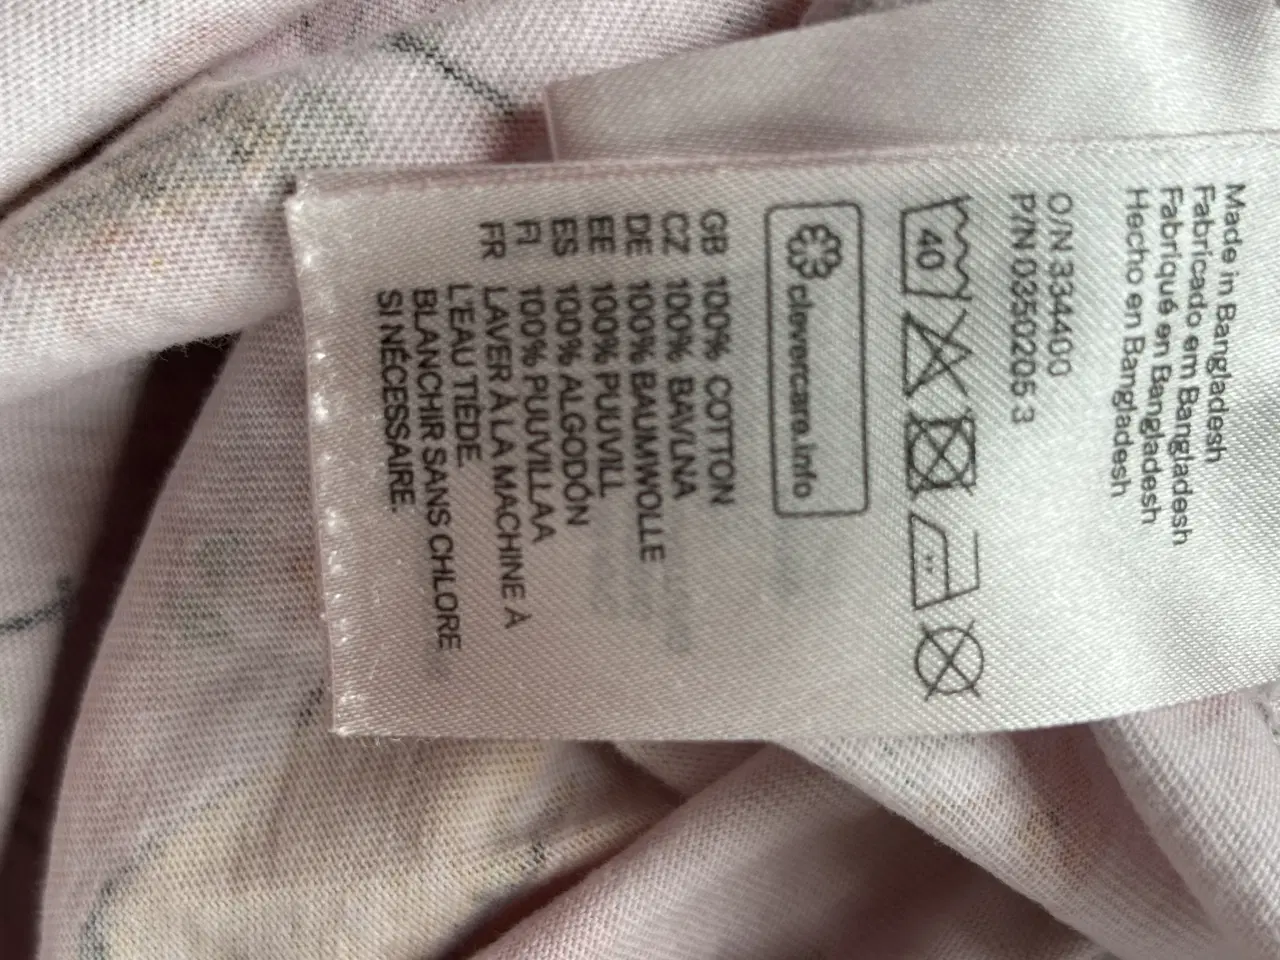 Made in Bangladesh
Fabricado em Bangladesh
Fabriqué en Bangladesh
Hecho en Bangladesh
O/N 334400
P/N 03502053
40
clevercare.info
GB 100% COTTON
CZ 100% BAVLNA
DE 100% BAUMWOLLE
EE 100% PUUVILL
ES 100% ALGODÓN
FI 100% PUUVILLAA
FR LAVER À LA MACHINE À
L'EAU TIÈDE.
BLANCHIR SANS CHLORE
SI NÉCESSAIRE.